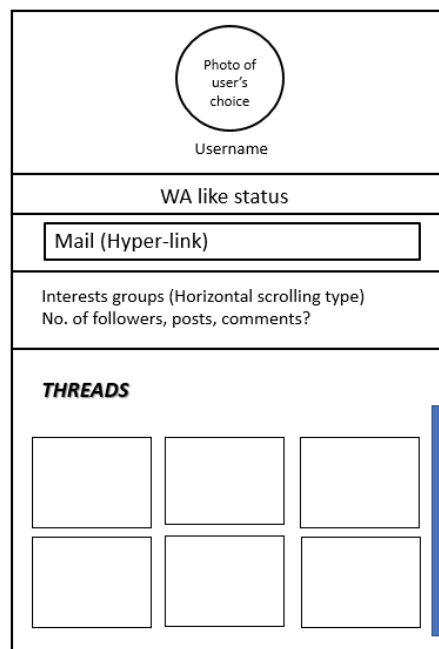 Photo of
user's
choice
Username
WA like status
Mail (Hyper-link)
Interests groups (Horizontal scrolling type)
No. of followers, posts, comments?
THREADS